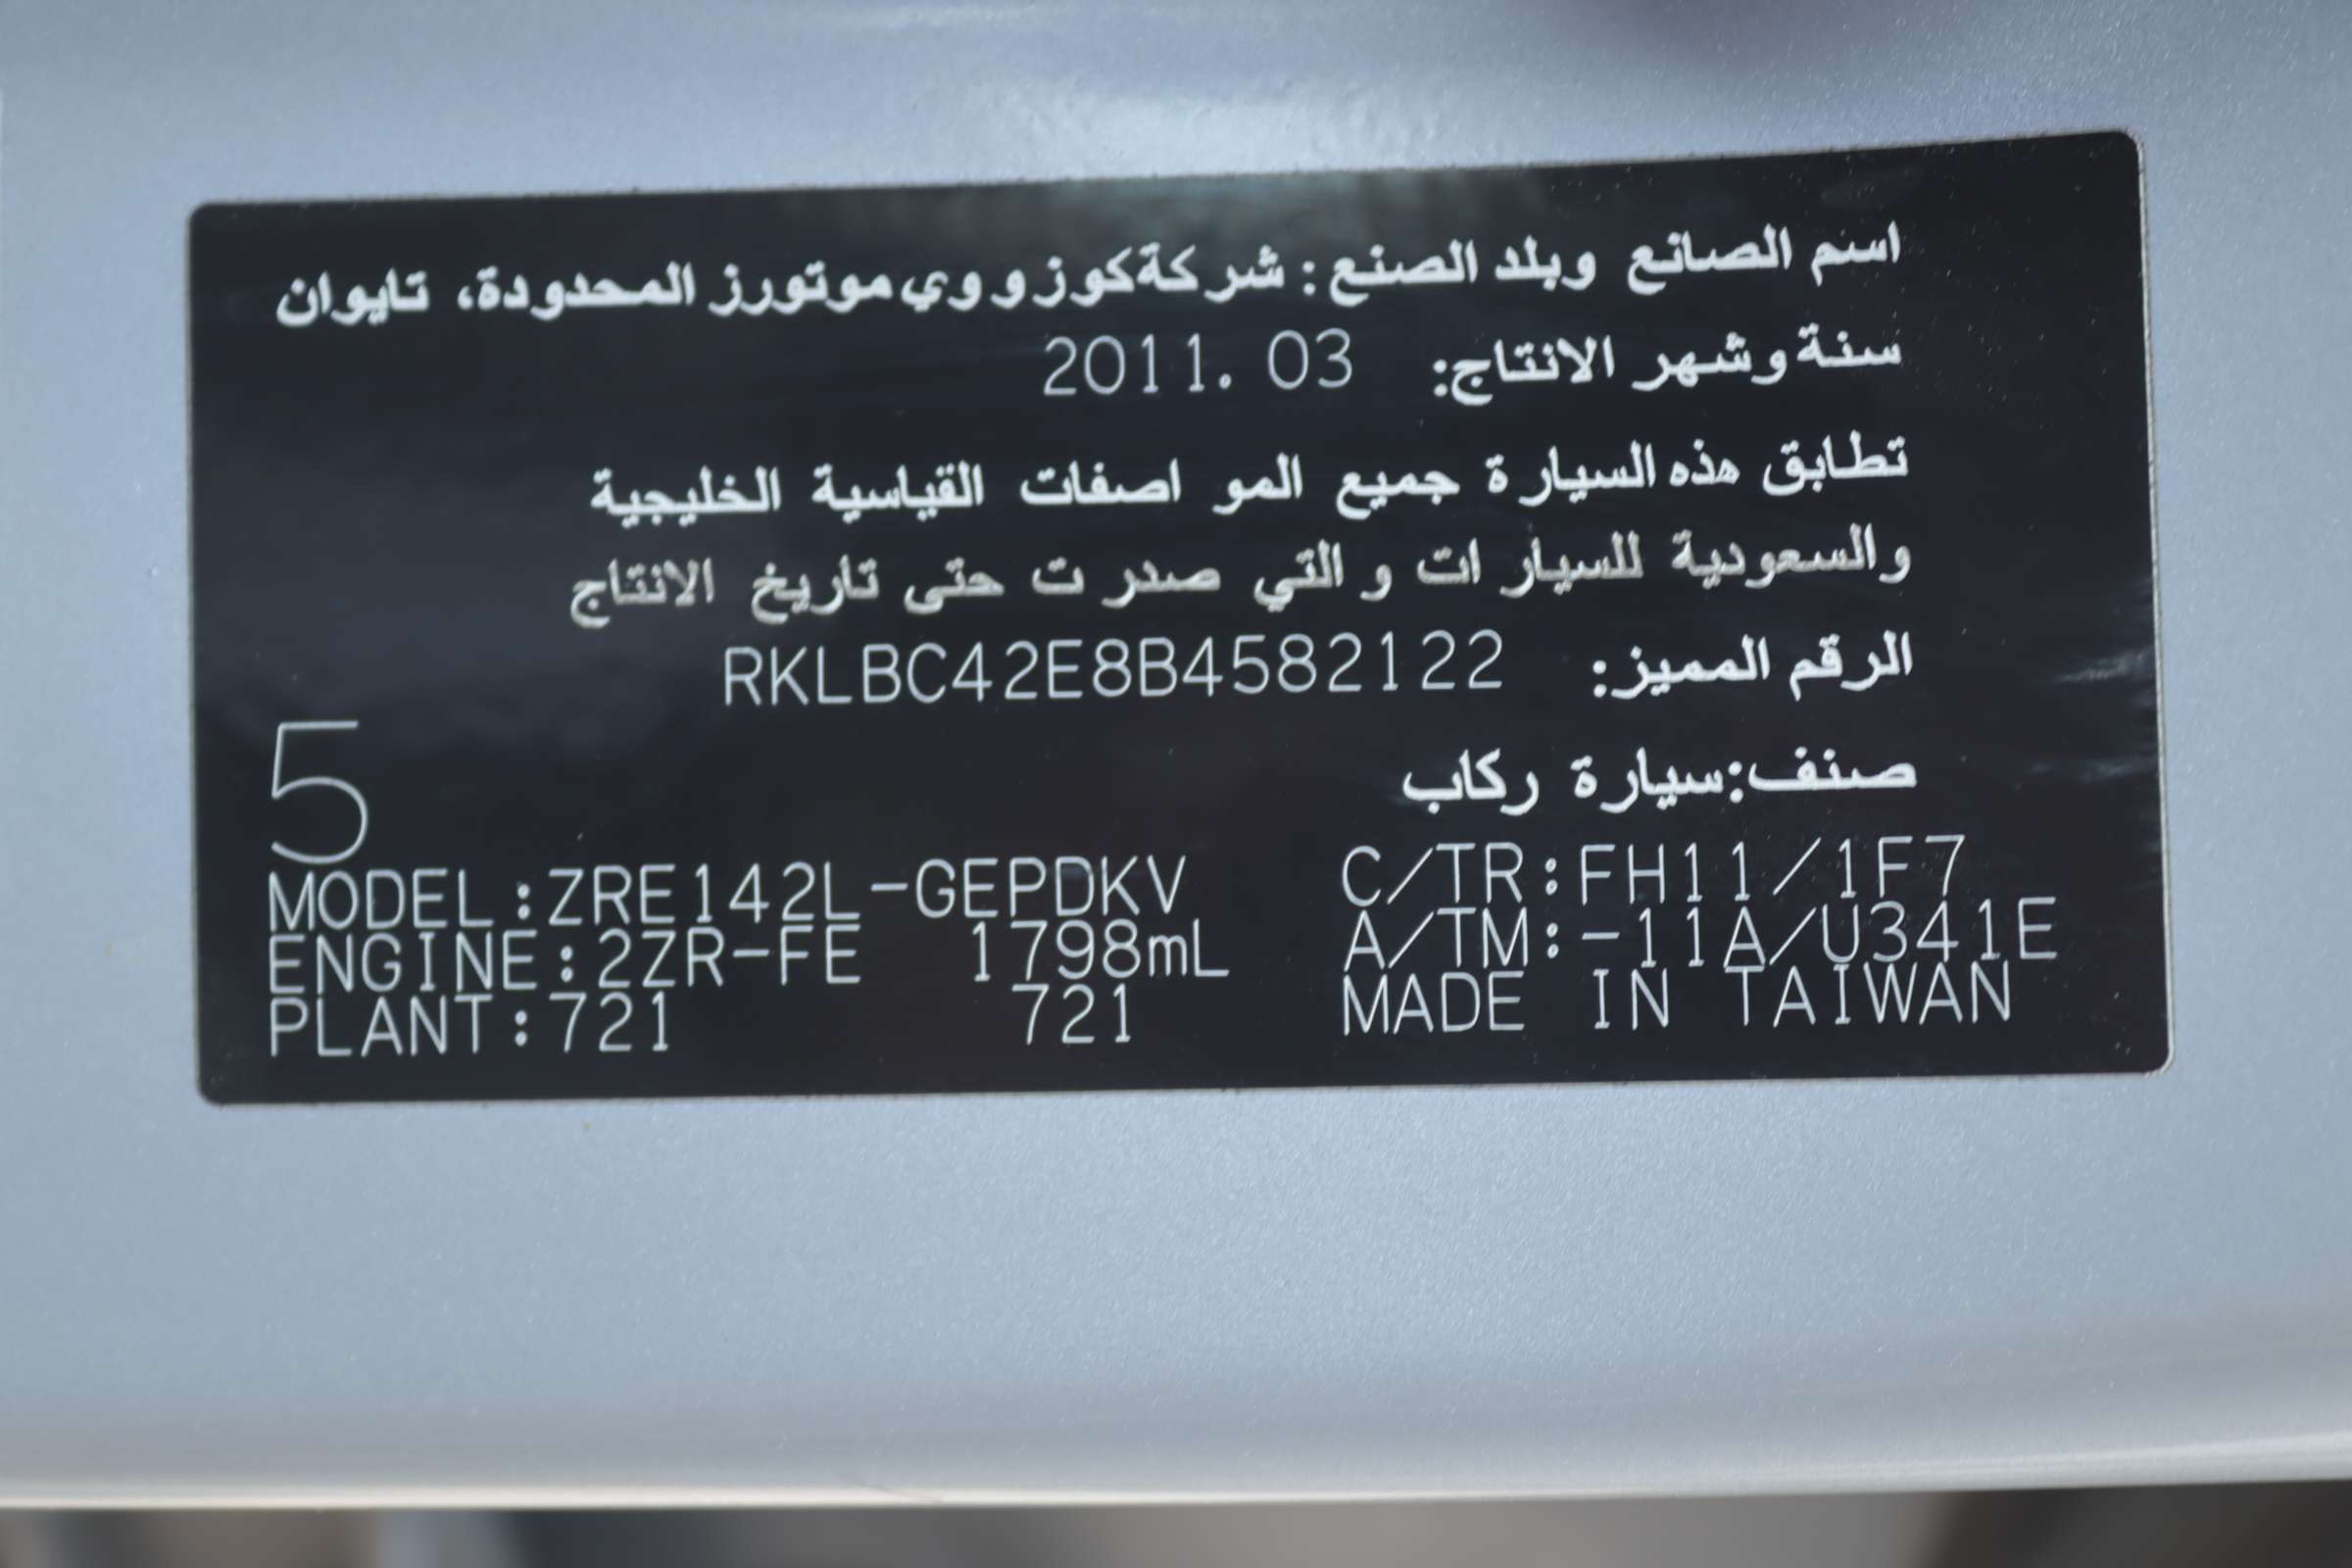 اسم الصانع وبلد الصنع : شركة كوزو وي موتورز المحدودة، تايوان
سنة وشهر الانتاج: 2011. 03
تطابق هذه السيارة جميع المو اصفات القياسية الخليجية
والسعودية للسيار ات و التي صدر ت حتى تاريخ الانتاج
الرقم المميز: RKLBC42E8B4582122
صنف:سيارة ركاب
5
MODEL:ZRE142L-GEPDKV C/TR:FH11/1F7
ENGINE:2ZR-FE 1798mL A/TM:-11A/U341E
PLANT:721 721 MADE IN TAIWAN